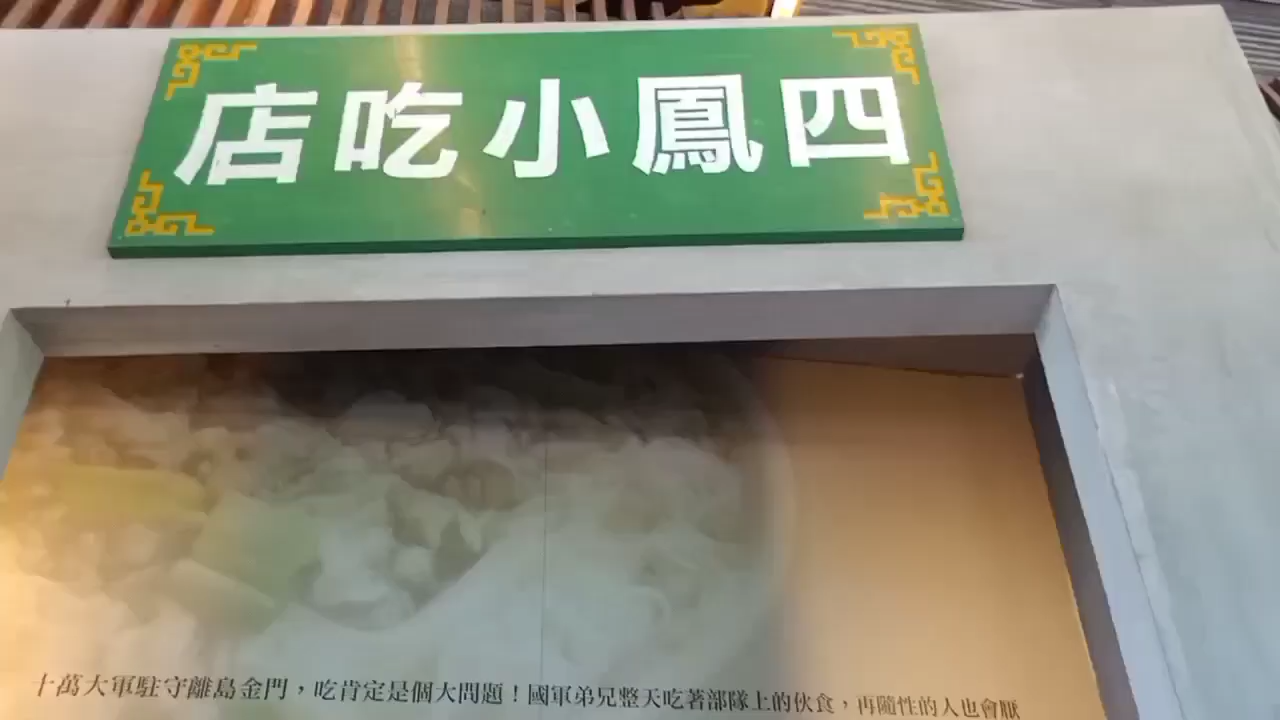 四鳳小吃店
十萬大軍駐守離島金門，吃肯定是個大問題！國軍弟兄整天吃著部隊上的伙食，再隨性的人也會厭